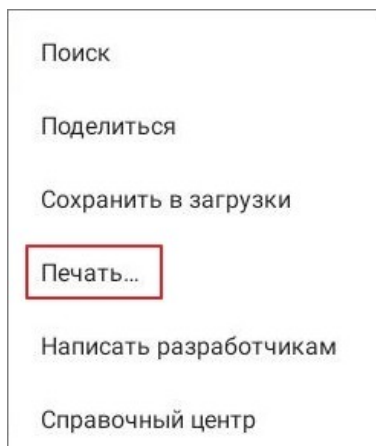 Поиск
Поделиться
Сохранить в загрузки
Печать...
Написать разработчикам
Справочный центр